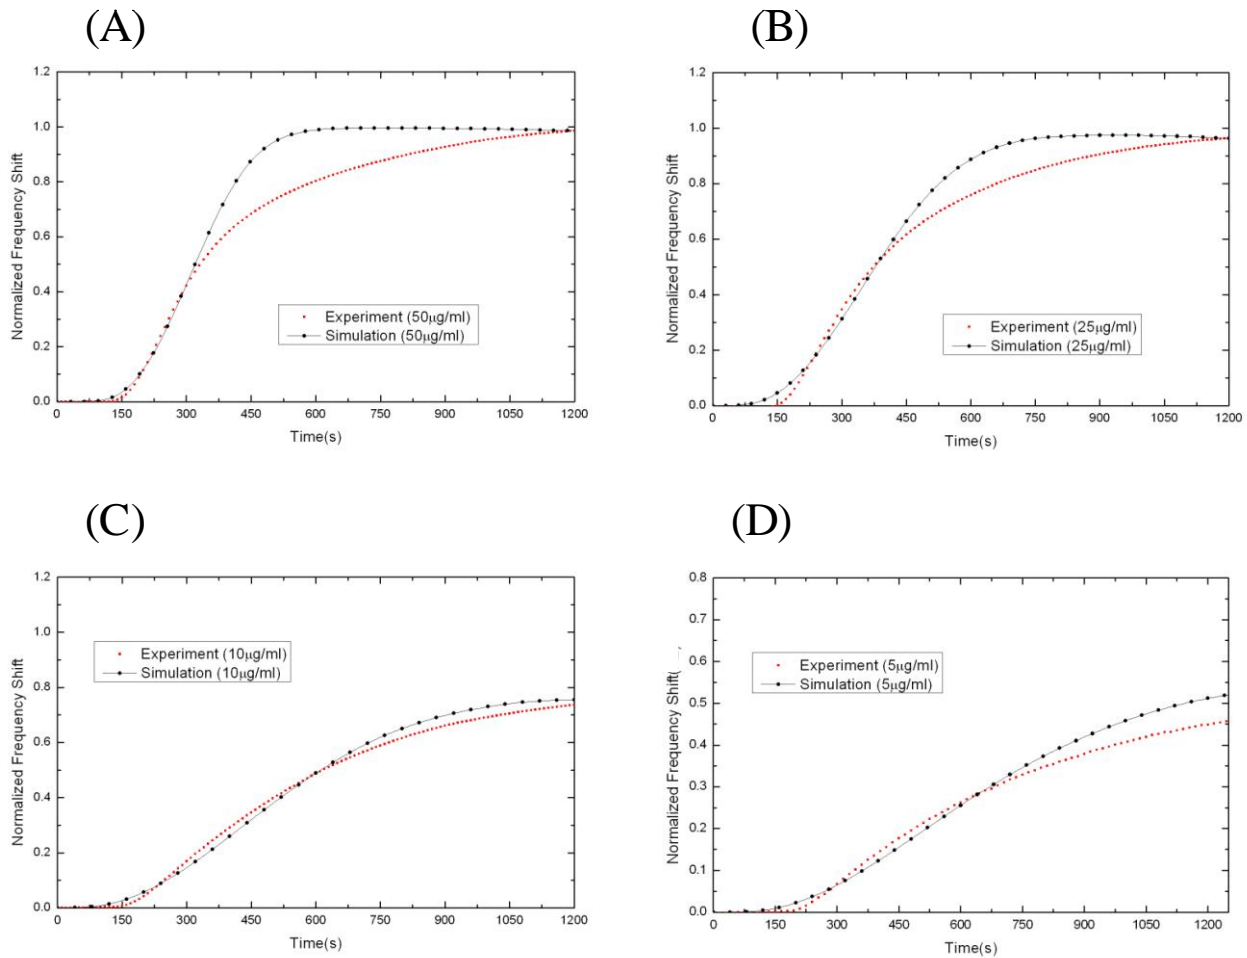 (A)
1.2
1.0
0.8
0.6
0.4
0.2
0.0
Normalized Frequency Shift
Experiment (50μg/ml)
Simulation (50μg/ml)
0 150 300 450 600 750 900 1050 1200
Time(s)
(B)
1.2
1.0
0.8
0.6
0.4
0.2
0.0
Normalized Frequency Shift
Experiment (25μg/ml)
Simulation (25μg/ml)
0 150 300 450 600 750 900 1050 1200
Time(s)
(C)
1.2
1.0
0.8
0.6
0.4
0.2
0.0
Normalized Frequency Shift
Experiment (10μg/ml)
Simulation (10μg/ml)
0 150 300 450 600 750 900 1050 1200
Time(s)
(D)
0.8
0.7
0.6
0.5
0.4
0.3
0.2
0.1
0.0
Normalized Frequency Shift(
Experiment (5μg/ml)
Simulation (5μg/ml)
0 150 300 450 600 750 900 1050 1200
Time(s)